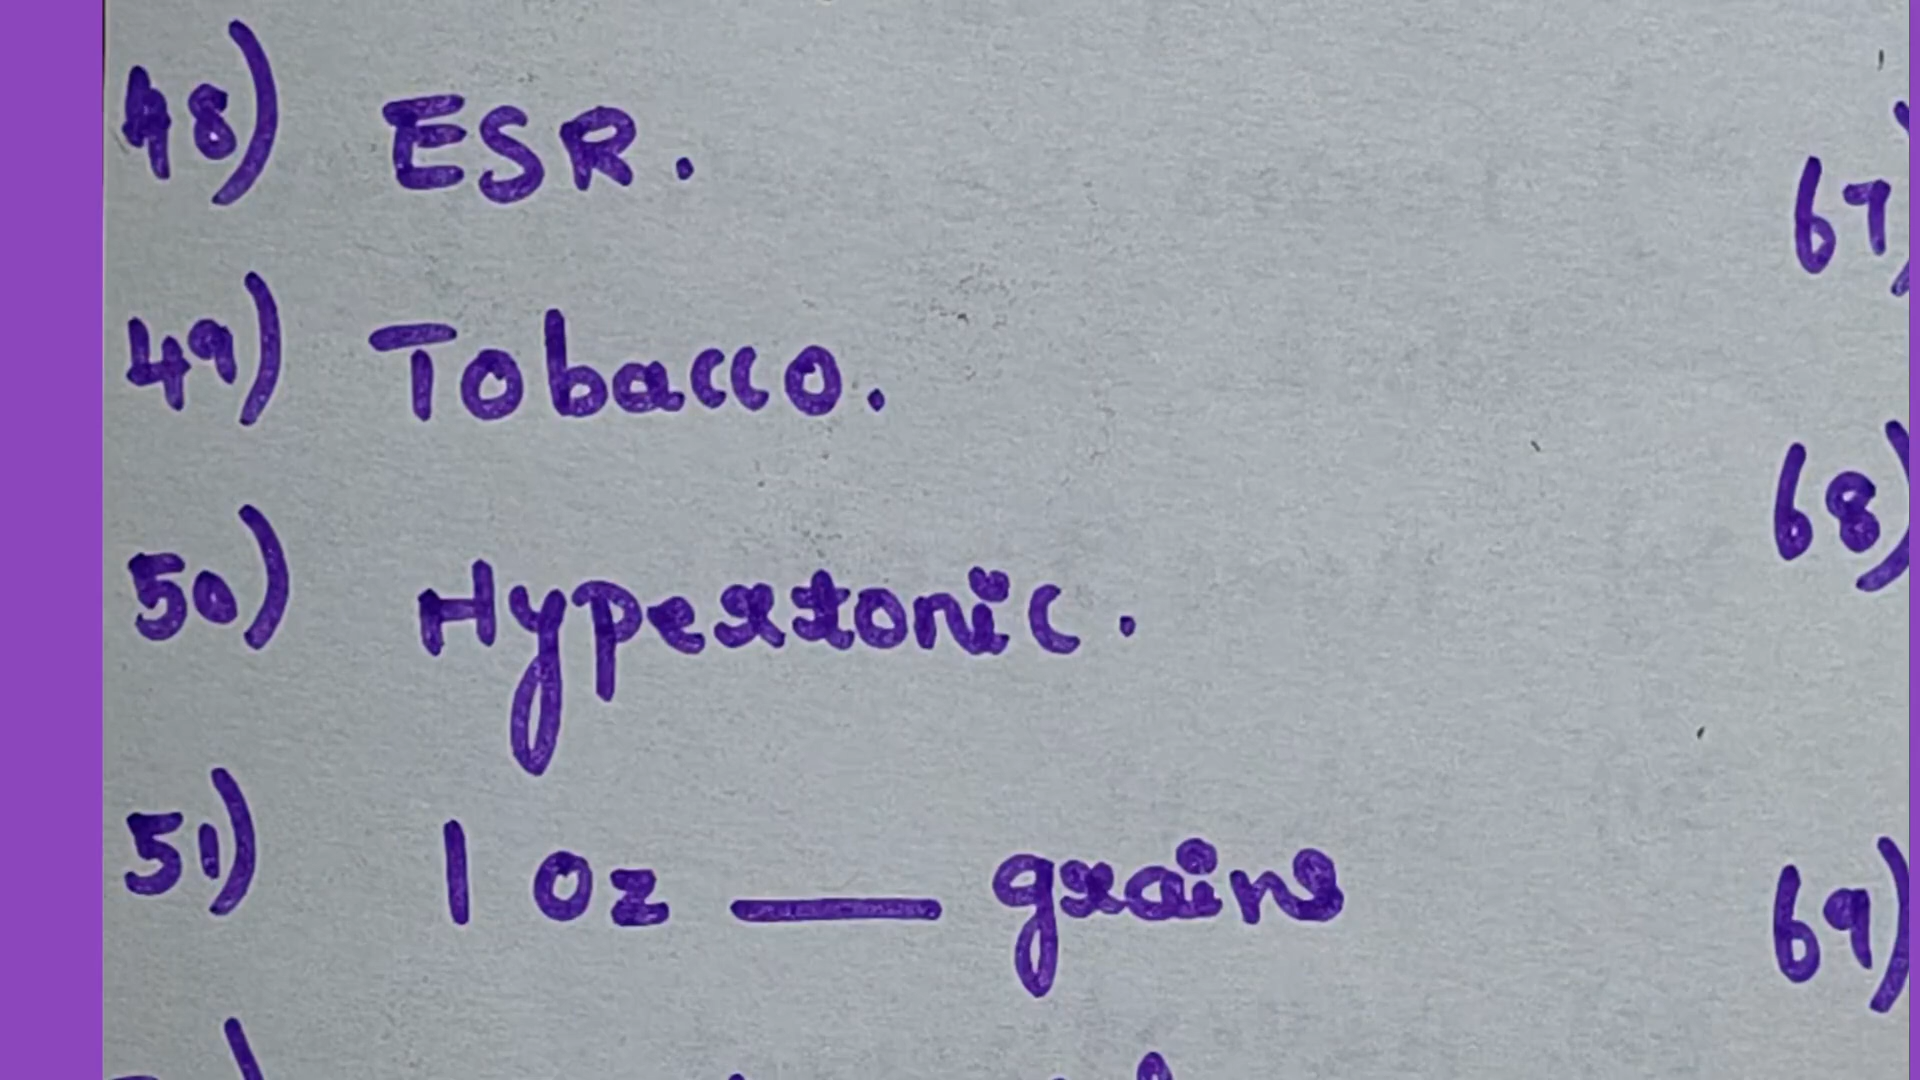 48) ESR.
49) Tobacco.
50) Hypertonic.
51) 1 oz ___ grains
67)
68)
69)